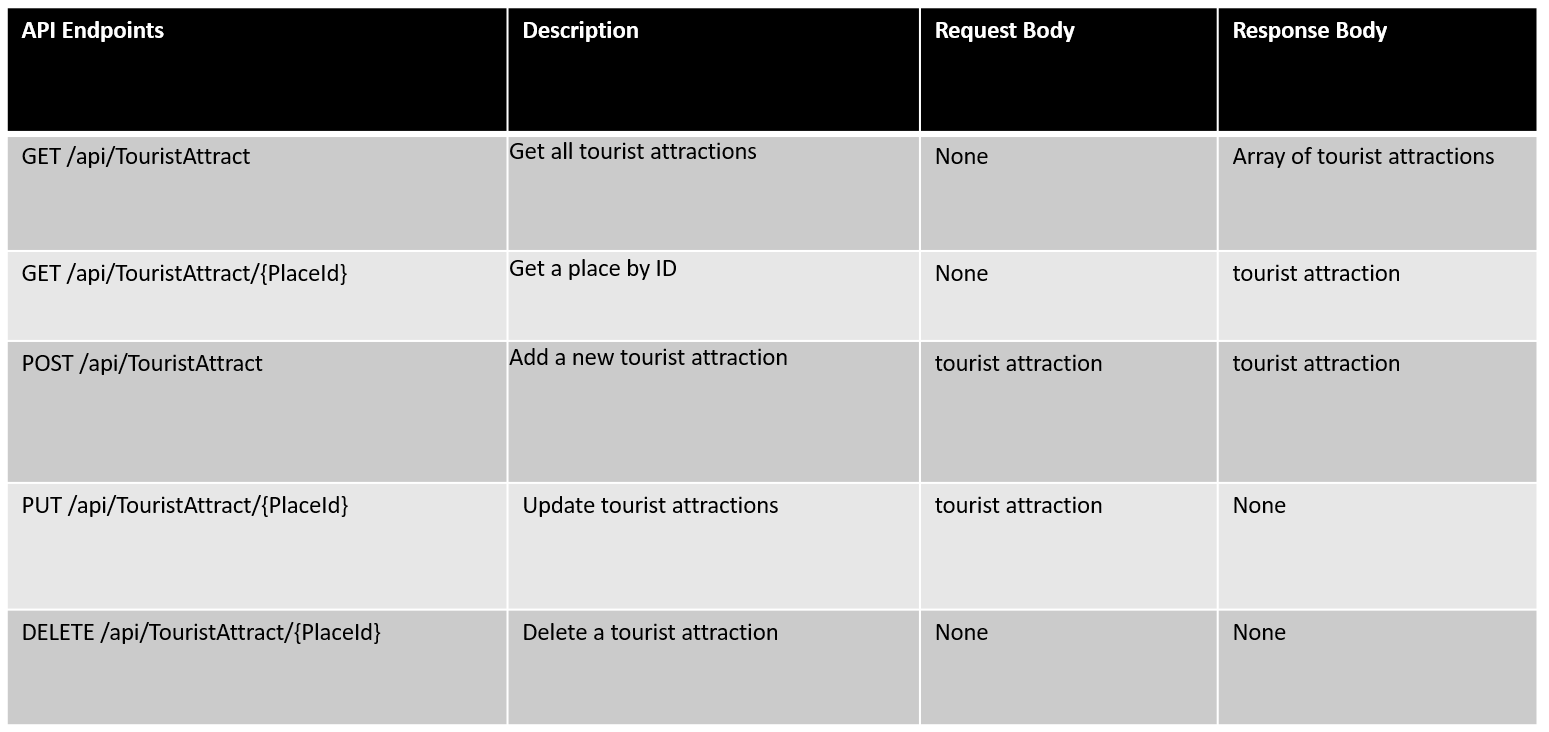 API Endpoints Description Request Body Response Body
GET /api/TouristAttract Get all tourist attractions None Array of tourist attractions
GET /api/TouristAttract/{PlaceId} Get a place by ID None tourist attraction
POST /api/TouristAttract Add a new tourist attraction tourist attraction tourist attraction
PUT /api/TouristAttract/{PlaceId} Update tourist attractions tourist attraction None
DELETE /api/TouristAttract/{PlaceId} Delete a tourist attraction None None